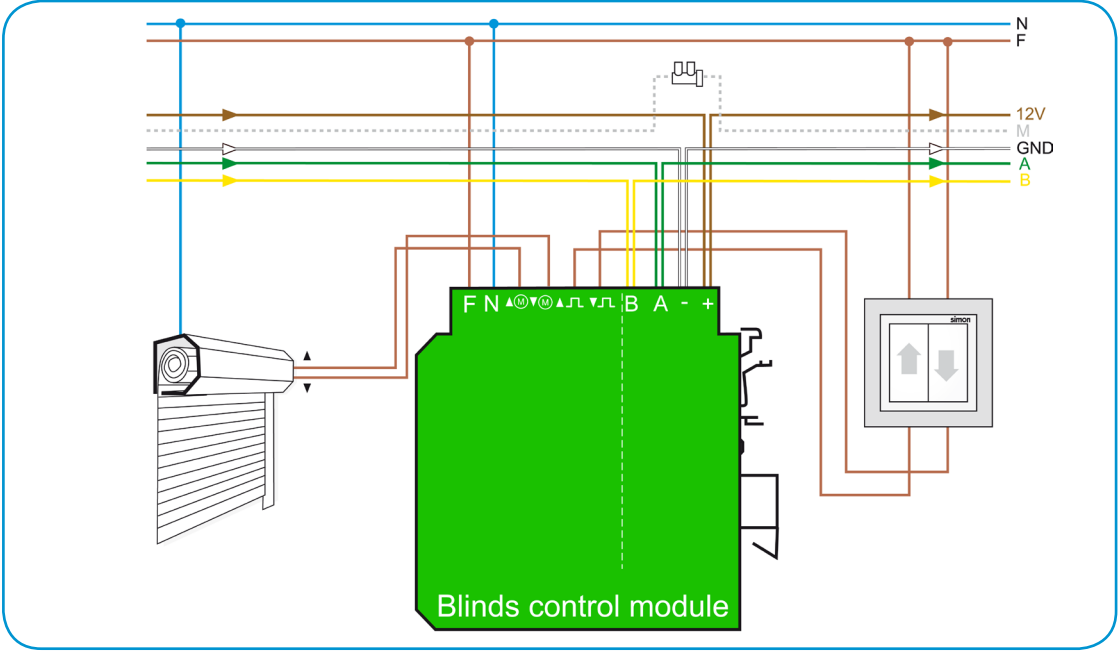 N
F
12V
M
GND
A
B
F N ▲Ⓜ ▼Ⓜ ▲ ▼ B A - +
simon
Blinds control module